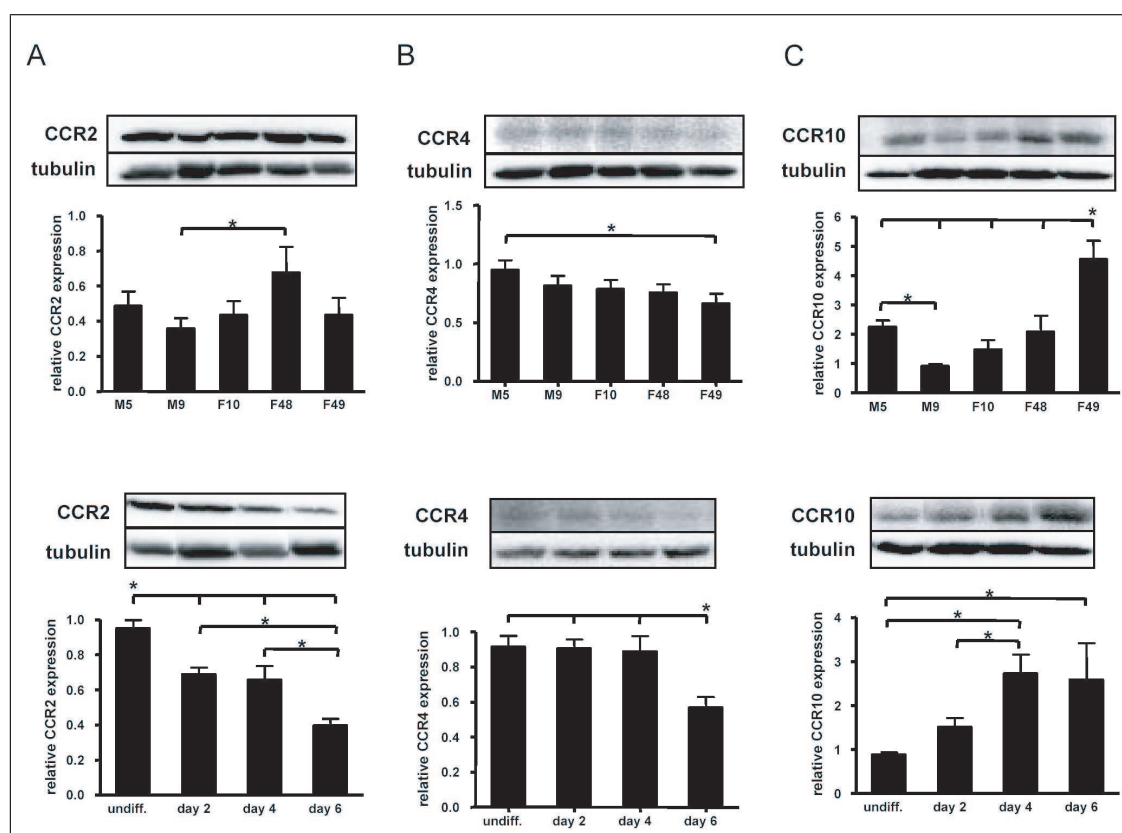 A
B
C
CCR2
tubulin
CCR4
tubulin
CCR10
tubulin
relative CCR2 expression
1.0
0.8
0.6
0.4
0.2
0.0
*
M5 M9 F10 F48 F49
relative CCR4 expression
1.5
1.0
0.5
0.0
*
M5 M9 F10 F48 F49
relative CCR10 expression
6
5
4
3
2
1
0
*
*
M5 M9 F10 F48 F49
CCR2
tubulin
CCR4
tubulin
CCR10
tubulin
relative CCR2 expression
1.0
0.8
0.6
0.4
0.2
0.0
*
*
*
undiff. day 2 day 4 day 6
relative CCR4 expression
1.0
0.8
0.6
0.4
0.2
0.0
*
undiff. day 2 day 4 day 6
relative CCR10 expression
4
3
2
1
0
*
*
*
undiff. day 2 day 4 day 6